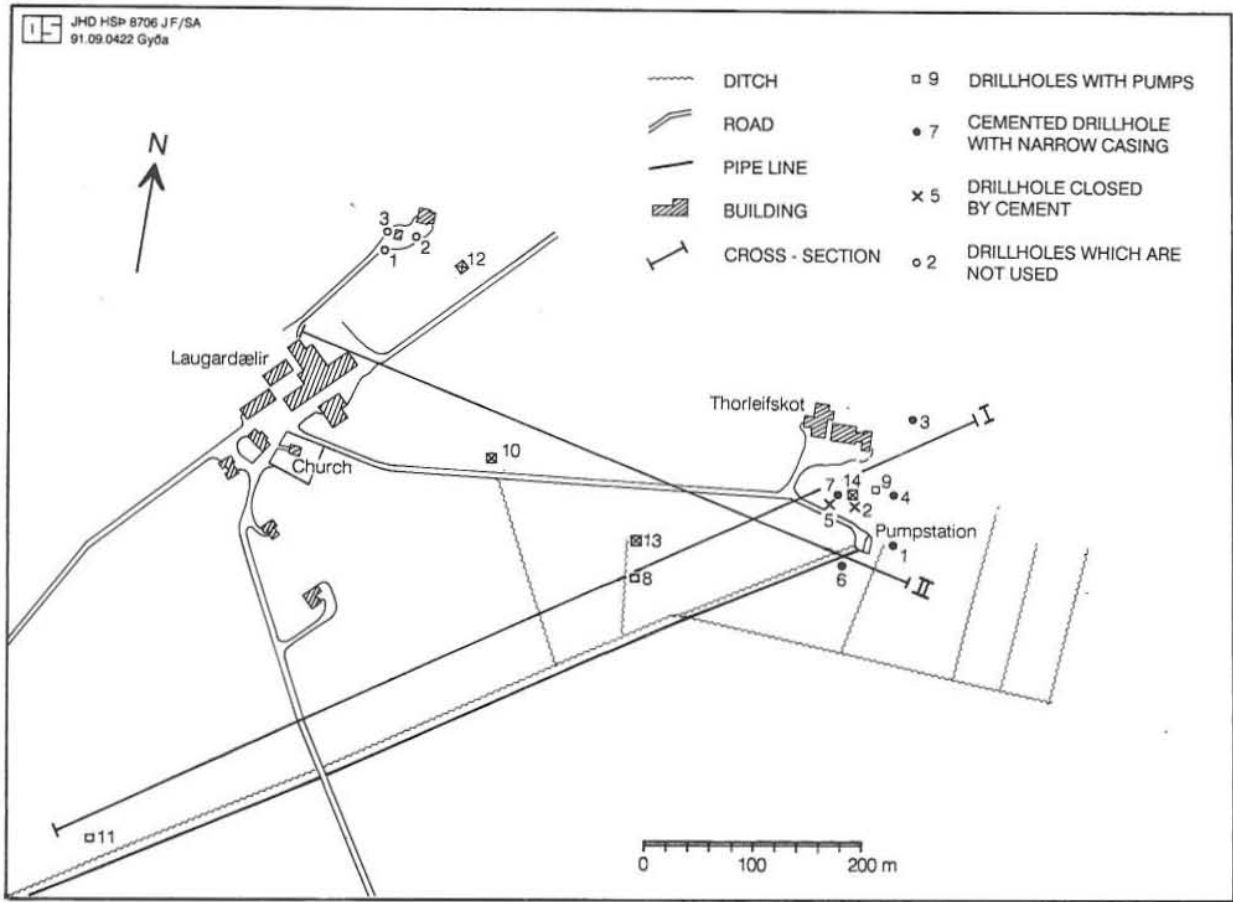 JHD HSÞ 8706 JF/SA
91.09.0422 Gyða
N
DITCH
ROAD
PIPE LINE
BUILDING
CROSS - SECTION
9 DRILLHOLES WITH PUMPS
7 CEMENTED DRILLHOLE
WITH NARROW CASING
5 DRILLHOLE CLOSED
BY CEMENT
2 DRILLHOLES WHICH ARE
NOT USED
3
2
1
12
Laugardælir
Church
10
Thorleifskot
3
I
7
14
9
4
5
2
Pumpstation
1
6
II
13
8
11
0
100
200 m